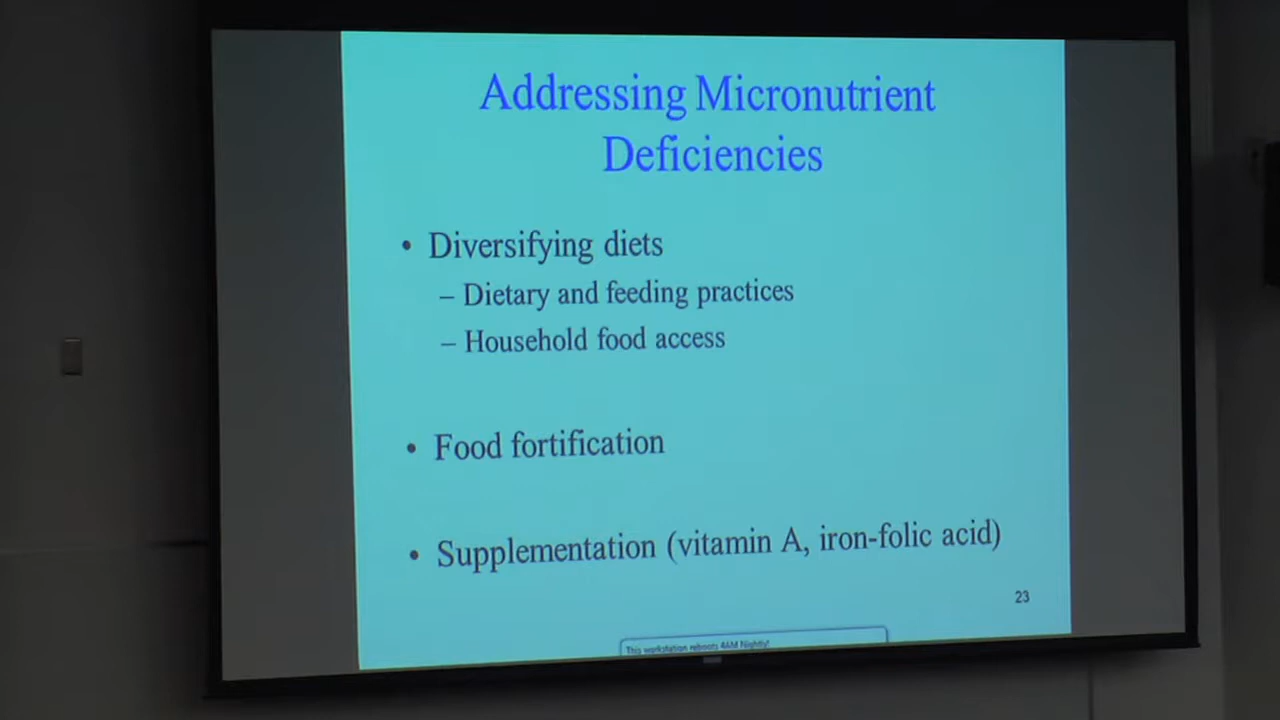 Addressing Micronutrient
Deficiencies
• Diversifying diets
– Dietary and feeding practices
– Household food access
• Food fortification
• Supplementation (vitamin A, iron-folic acid)
23
This workstation reboots 4AM Nightly!